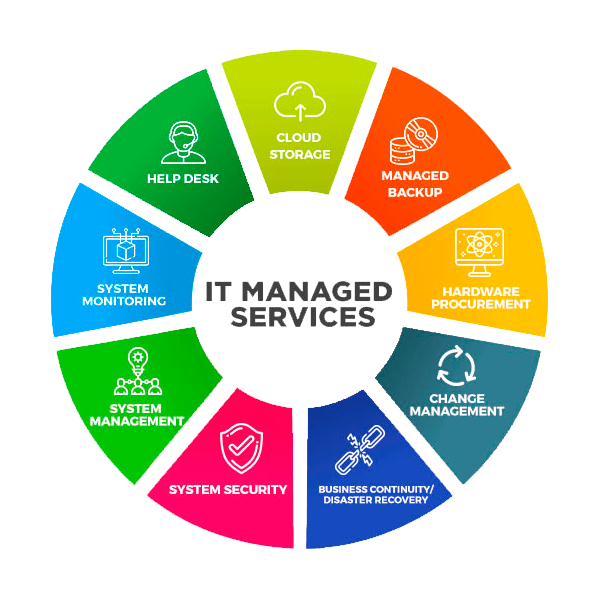 CLOUD
STORAGE
MANAGED
BACKUP
HARDWARE
PROCUREMENT
CHANGE
MANAGEMENT
BUSINESS CONTINUITY/
DISASTER RECOVERY
SYSTEM SECURITY
SYSTEM
MANAGEMENT
SYSTEM
MONITORING
HELP DESK
IT MANAGED
SERVICES